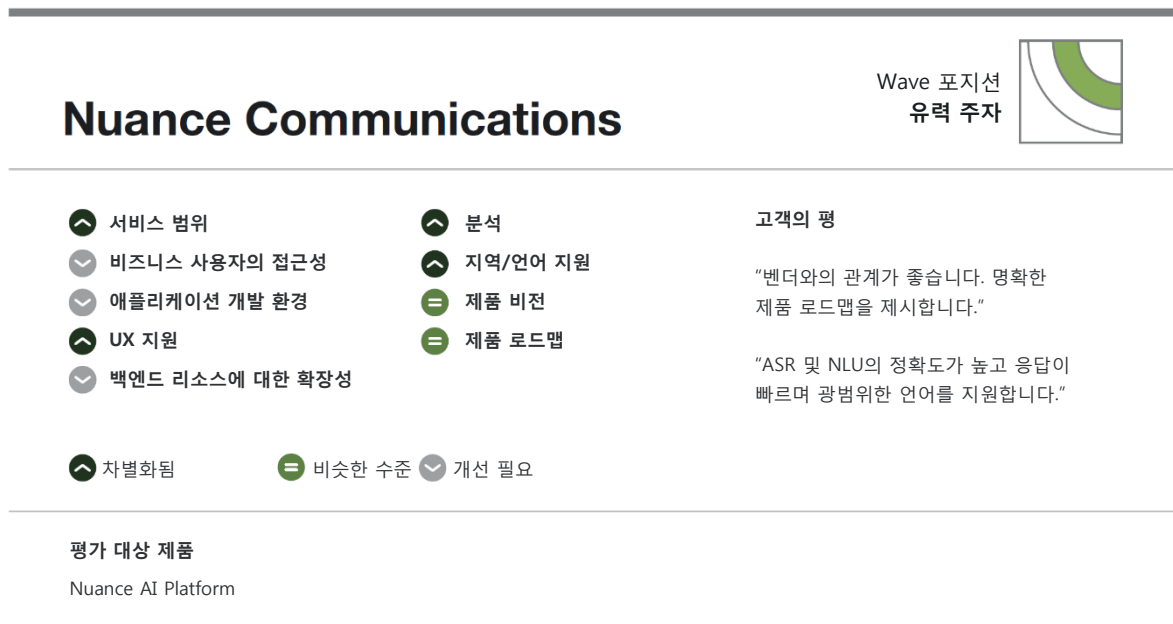 Wave 포지션
유력 주자
Nuance Communications
서비스 범위
비즈니스 사용자의 접근성
애플리케이션 개발 환경
UX 지원
백엔드 리소스에 대한 확장성
분석
지역/언어 지원
제품 비전
제품 로드맵
고객의 평
“벤더와의 관계가 좋습니다. 명확한
제품 로드맵을 제시합니다.”
“ASR 및 NLU의 정확도가 높고 응답이
빠르며 광범위한 언어를 지원합니다.”
차별화됨
비슷한 수준
개선 필요
평가 대상 제품
Nuance AI Platform